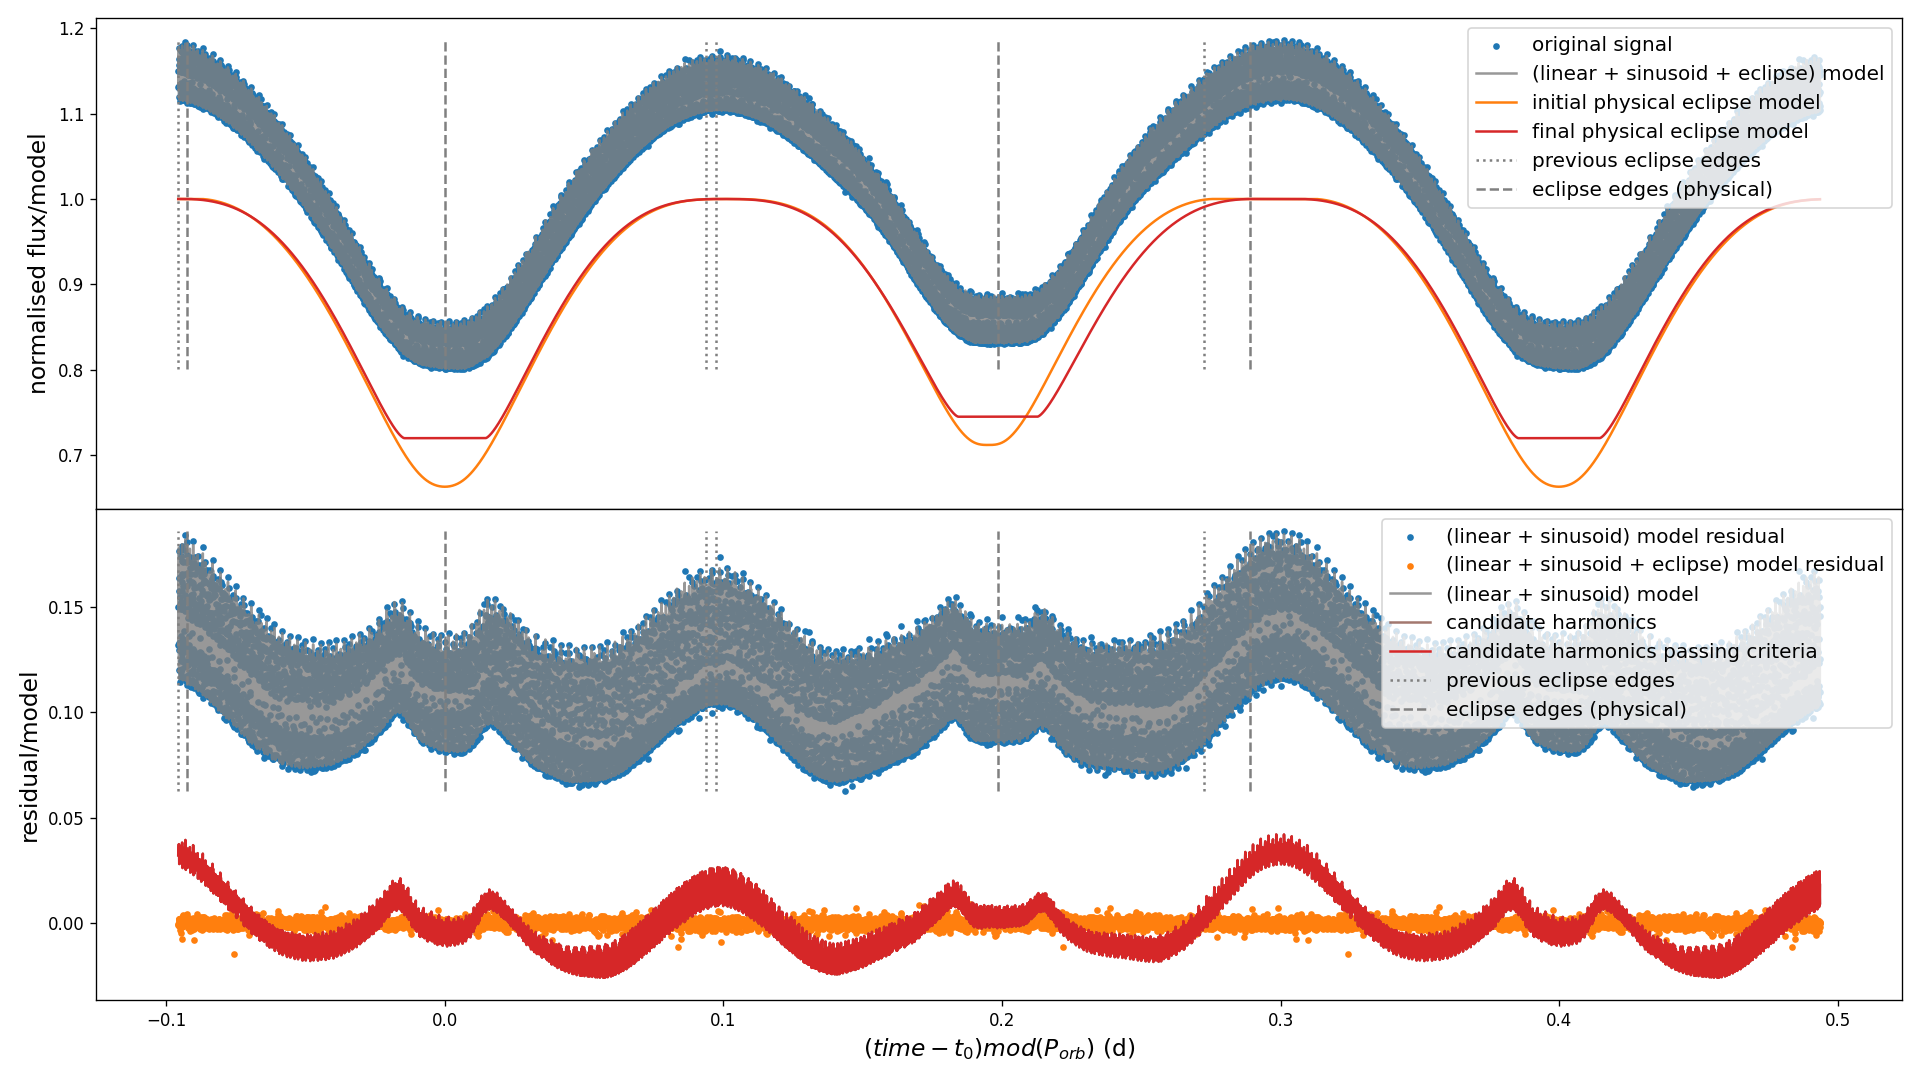 1.2
1.1
1.0
0.9
0.8
0.7
normalised flux/model
original signal
(linear + sinusoid + eclipse) model
initial physical eclipse model
final physical eclipse model
previous eclipse edges
eclipse edges (physical)
0.15
0.10
0.05
0.00
residual/model
(linear + sinusoid) model residual
(linear + sinusoid + eclipse) model residual
(linear + sinusoid) model
candidate harmonics
candidate harmonics passing criteria
previous eclipse edges
eclipse edges (physical)
−0.1 0.0 0.1 0.2 0.3 0.4 0.5
(time − t₀)mod(Pₒᵣb) (d)